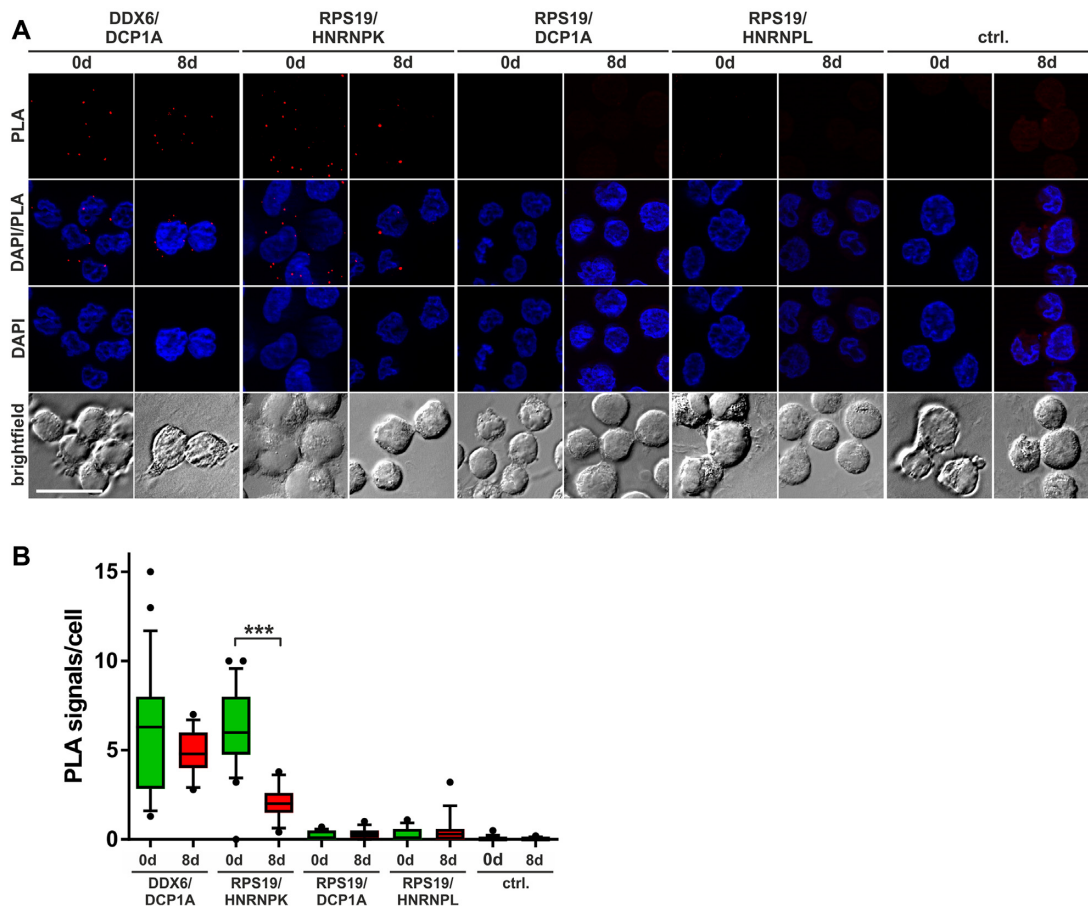 A
DDX6/
DCP1A
RPS19/
HNRNPK
RPS19/
DCP1A
RPS19/
HNRNPL
ctrl.
0d 8d 0d 8d 0d 8d 0d 8d 0d 8d
PLA
DAPI/PLA
DAPI
brightfield
B
PLA signals/cell
15
10
5
0
***
0d 8d 0d 8d 0d 8d 0d 8d 0d 8d
DDX6/
DCP1A
RPS19/
HNRNPK
RPS19/
DCP1A
RPS19/
HNRNPL
ctrl.